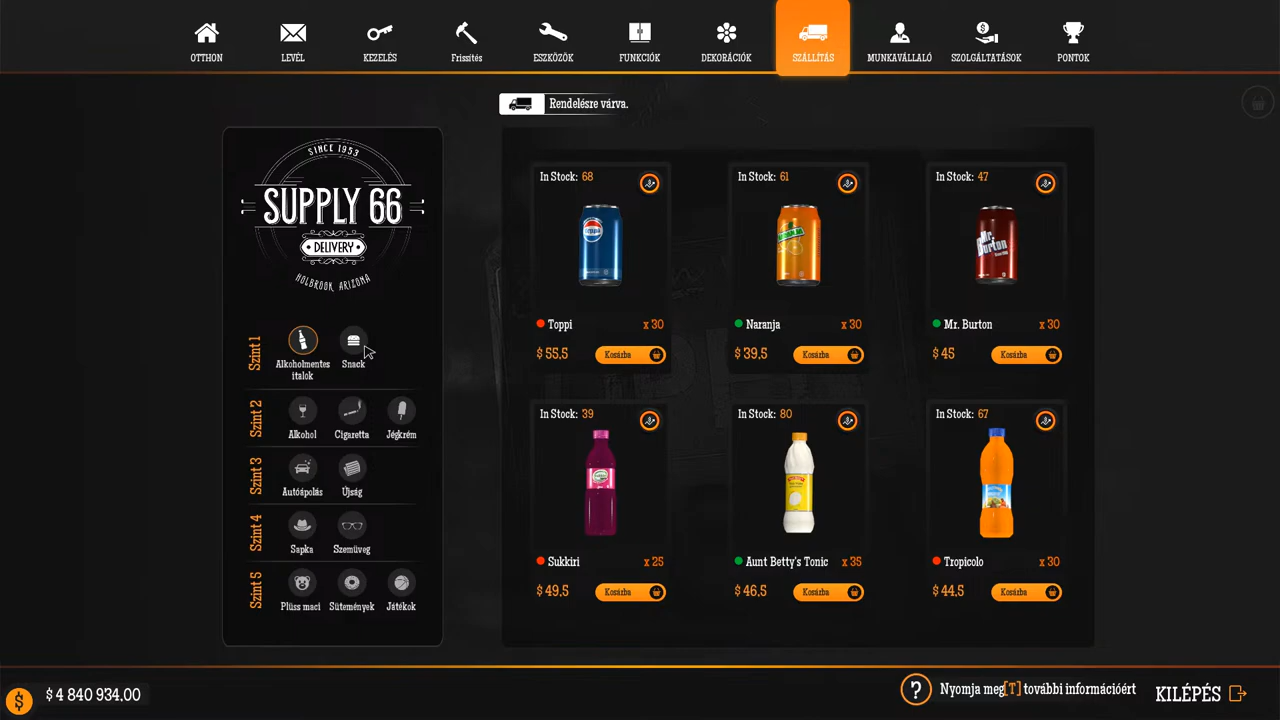 OTTHON
LEVÉL
KEZELÉS
Frissítés
ESZKÖZÖK
FUNKCIÓK
DEKORÁCIÓK
SZÁLLÍTÁS
MUNKAVÁLLALÓ
SZOLGÁLTATÁSOK
PONTOK
Rendelésre várva.
SINCE 1953
SUPPLY 66
DELIVERY
HOLBROOK ARIZONA
Szint 1
Alkoholmentes
italok
Snack
Szint 2
Alkohol
Cigaretta
Jégkrém
Szint 3
Autóápolás
Újság
Szint 4
Sapka
Szemüveg
Szint 5
Plüss maci
Sütemények
Játékok
In Stock: 68
Toppi x 30
$ 55,5 Kosárba
In Stock: 61
Naranja x 30
$ 39,5 Kosárba
In Stock: 47
Mr. Burton
Mr. Burton x 30
$ 45 Kosárba
In Stock: 39
Sukkiri x 25
$ 49,5 Kosárba
In Stock: 80
Aunt Betty's Tonic x 35
$ 46,5 Kosárba
In Stock: 67
Tropicolo x 30
$ 44,5 Kosárba
$ 4 840 934.00
? Nyomja meg[T] további információért
KILÉPÉS